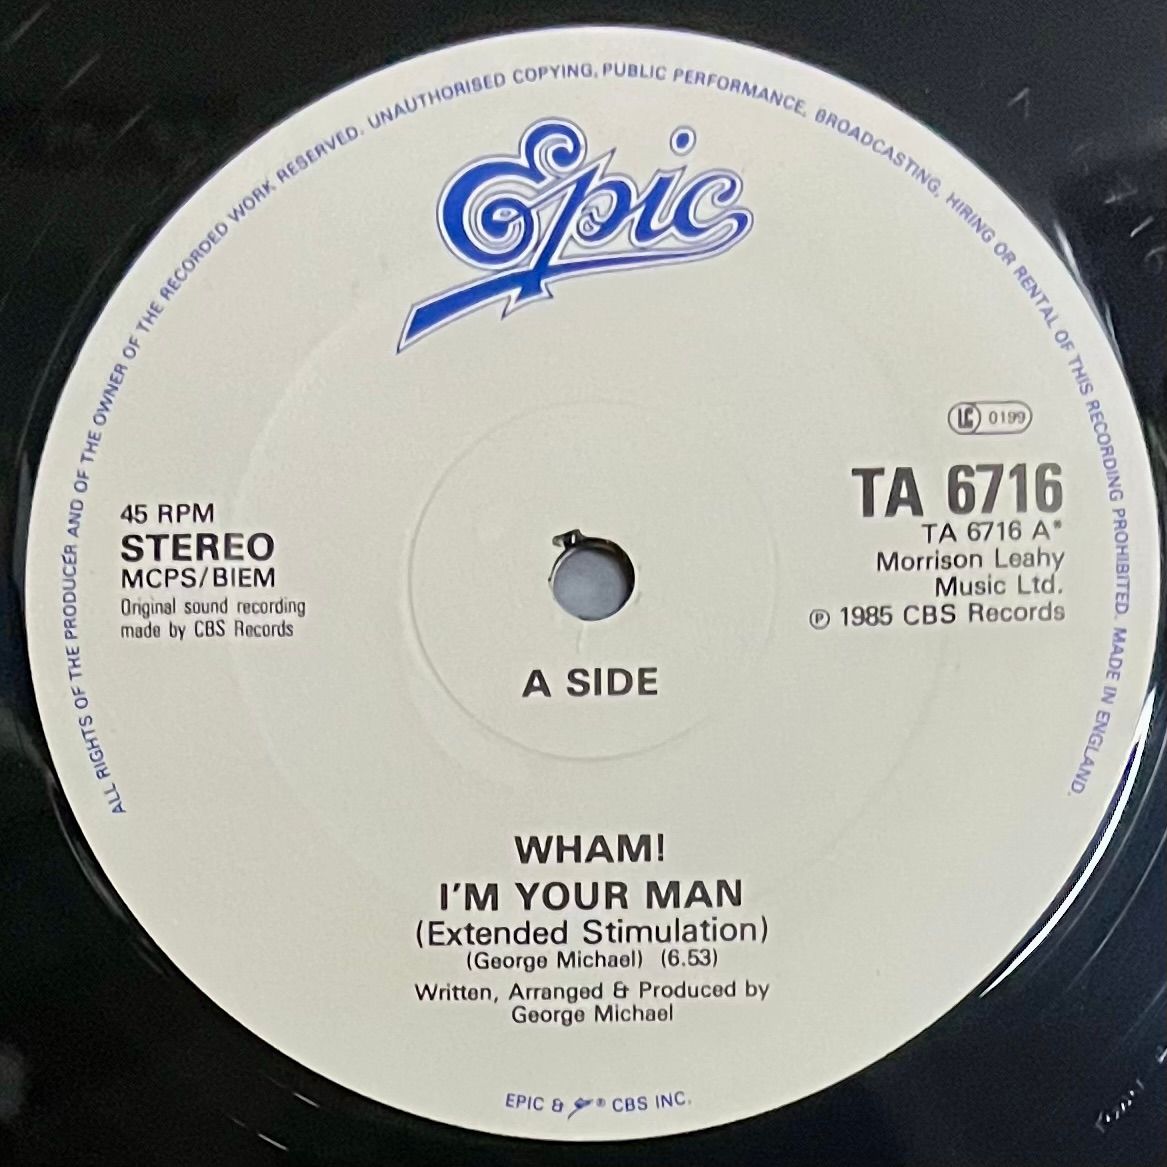 ALL RIGHTS OF THE PRODUCER AND OF THE OWNER OF THE RECORDED WORK RESERVED. UNAUTHORISED COPYING, PUBLIC PERFORMANCE, BROADCASTING, HIRING OR RENTAL OF THIS RECORDING PROHIBITED. MADE IN ENGLAND.
Epic
LC 0199
TA 6716
TA 6716 A*
Morrison Leahy
Music Ltd.
℗ 1985 CBS Records
45 RPM
STEREO
MCPS/BIEM
Original sound recording
made by CBS Records
A SIDE
WHAM!
I'M YOUR MAN
(Extended Stimulation)
(George Michael) (6.53)
Written, Arranged & Produced by
George Michael
EPIC & ® CBS INC.